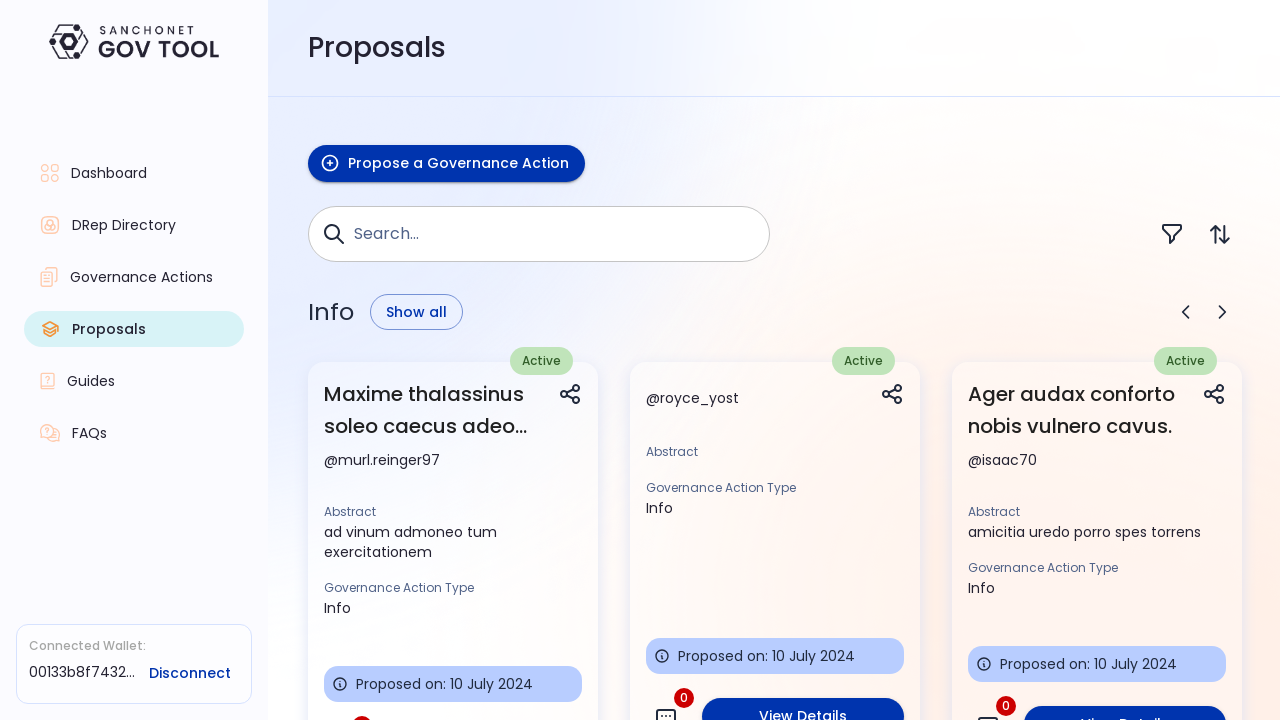 SANCHONET
GOV TOOL
Dashboard
DRep Directory
Governance Actions
Proposals
Guides
FAQs
Connected Wallet:
00133b8f7432...
Disconnect
Proposals
Propose a Governance Action
Search...
Info
Show all
Active
Maxime thalassinus
soleo caecus adeo...
@murl.reinger97
Abstract
ad vinum admoneo tum
exercitationem
Governance Action Type
Info
Proposed on: 10 July 2024
Active
@royce_yost
Abstract
Governance Action Type
Info
Proposed on: 10 July 2024
0
View Details
Active
Ager audax conforto
nobis vulnero cavus.
@isaac70
Abstract
amicitia uredo porro spes torrens
Governance Action Type
Info
Proposed on: 10 July 2024
0
View Details